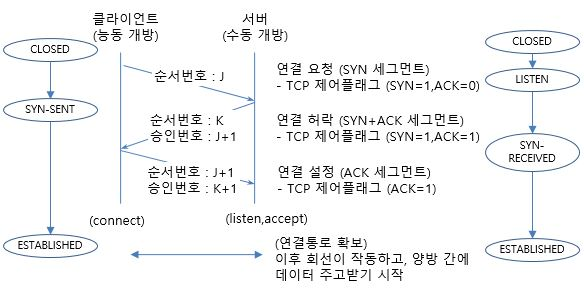 클라이언트
(능동 개방)
서버
(수동 개방)
CLOSED
SYN-SENT
ESTABLISHED
순서번호 : J
연결 요청 (SYN 세그먼트)
- TCP 제어플래그 (SYN=1,ACK=0)
순서번호 : K
승인번호 : J+1
연결 허락 (SYN+ACK 세그먼트)
- TCP 제어플래그 (SYN=1,ACK=1)
순서번호 : J+1
승인번호 : K+1
연결 설정 (ACK 세그먼트)
- TCP 제어플래그 (ACK=1)
(connect)
(listen,accept)
(연결통로 확보)
이후 회선이 작동하고, 양방 간에
데이터 주고받기 시작
CLOSED
LISTEN
SYN-
RECEIVED
ESTABLISHED